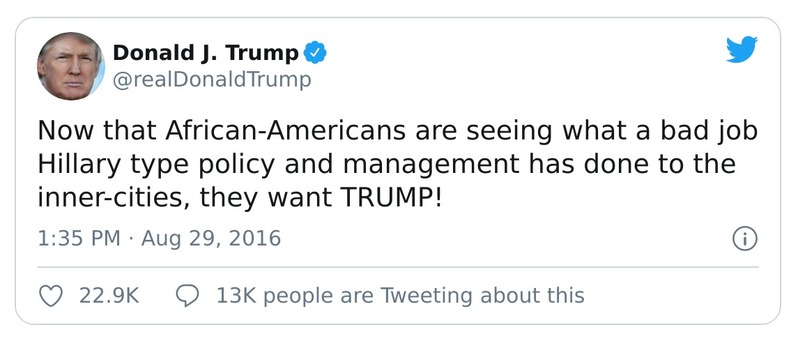 Donald J. Trump
@realDonaldTrump
Now that African-Americans are seeing what a bad job
Hillary type policy and management has done to the
inner-cities, they want TRUMP!
1:35 PM · Aug 29, 2016
22.9K 13K people are Tweeting about this